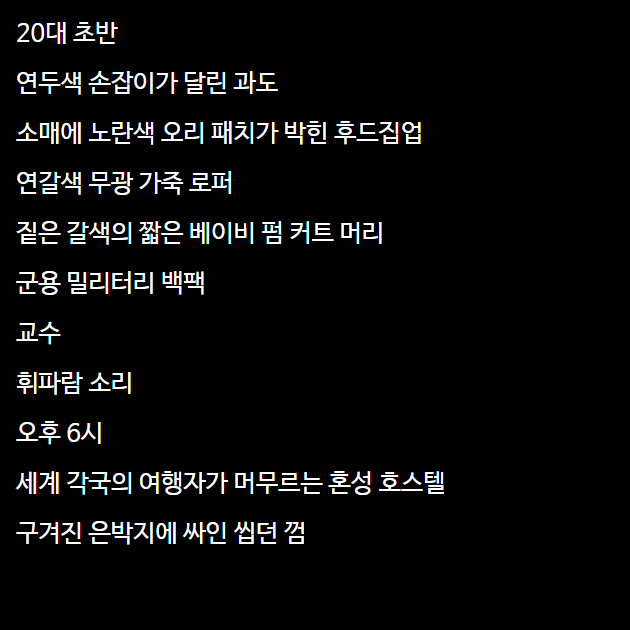 20대 초반
연두색 손잡이가 달린 과도
소매에 노란색 오리 패치가 박힌 후드집업
연갈색 무광 가죽 로퍼
짙은 갈색의 짧은 베이비 펌 커트 머리
군용 밀리터리 백팩
교수
휘파람 소리
오후 6시
세계 각국의 여행자가 머무르는 혼성 호스텔
구겨진 은박지에 싸인 씹던 껌